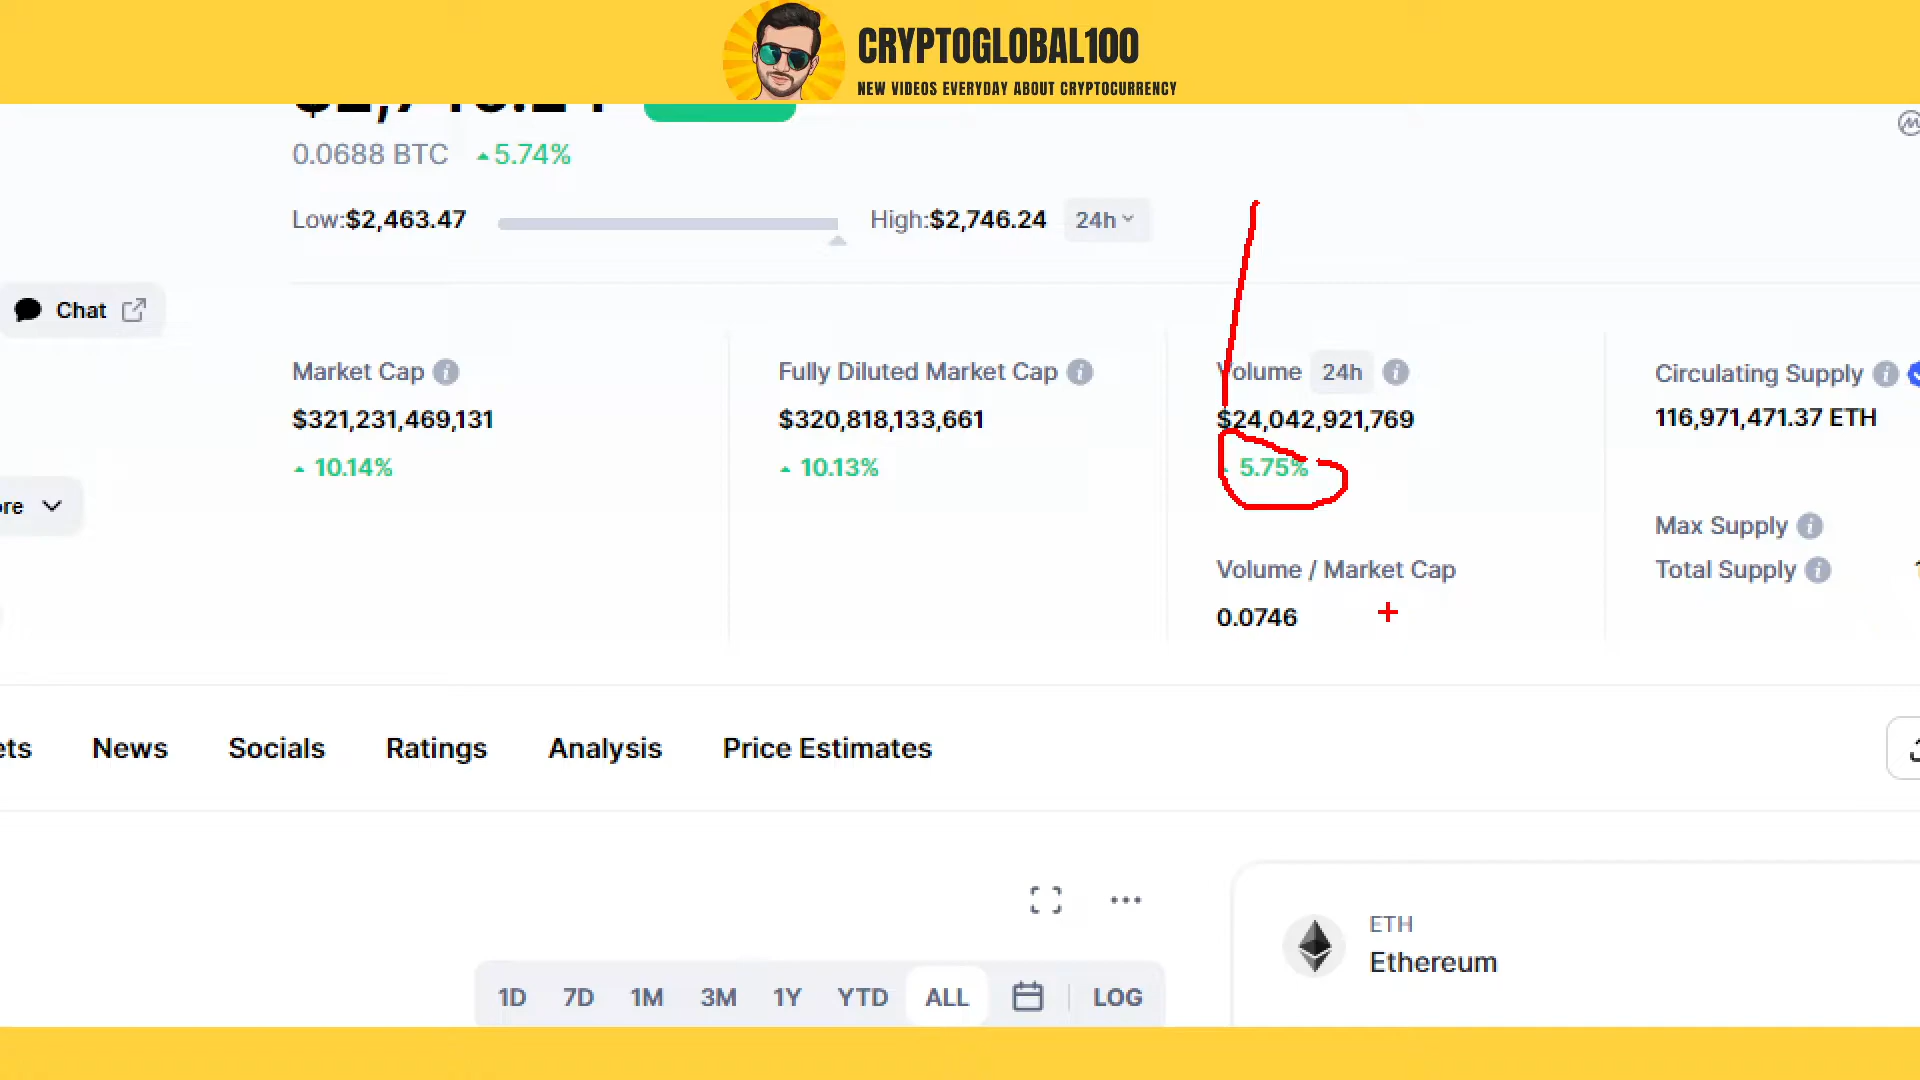 CRYPTOGLOBAL100
NEW VIDEOS EVERYDAY ABOUT CRYPTOCURRENCY
0.0688 BTC 5.74%
Low:$2,463.47 High:$2,746.24 24h
Chat
Market Cap Fully Diluted Market Cap Volume 24h Circulating Supply
$321,231,469,131 $320,818,133,661 $24,042,921,769 116,971,471.37 ETH
10.14% 10.13% 5.75%
Max Supply
Volume / Market Cap Total Supply
0.0746
News Socials Ratings Analysis Price Estimates
ETH
Ethereum
1D 7D 1M 3M 1Y YTD ALL LOG